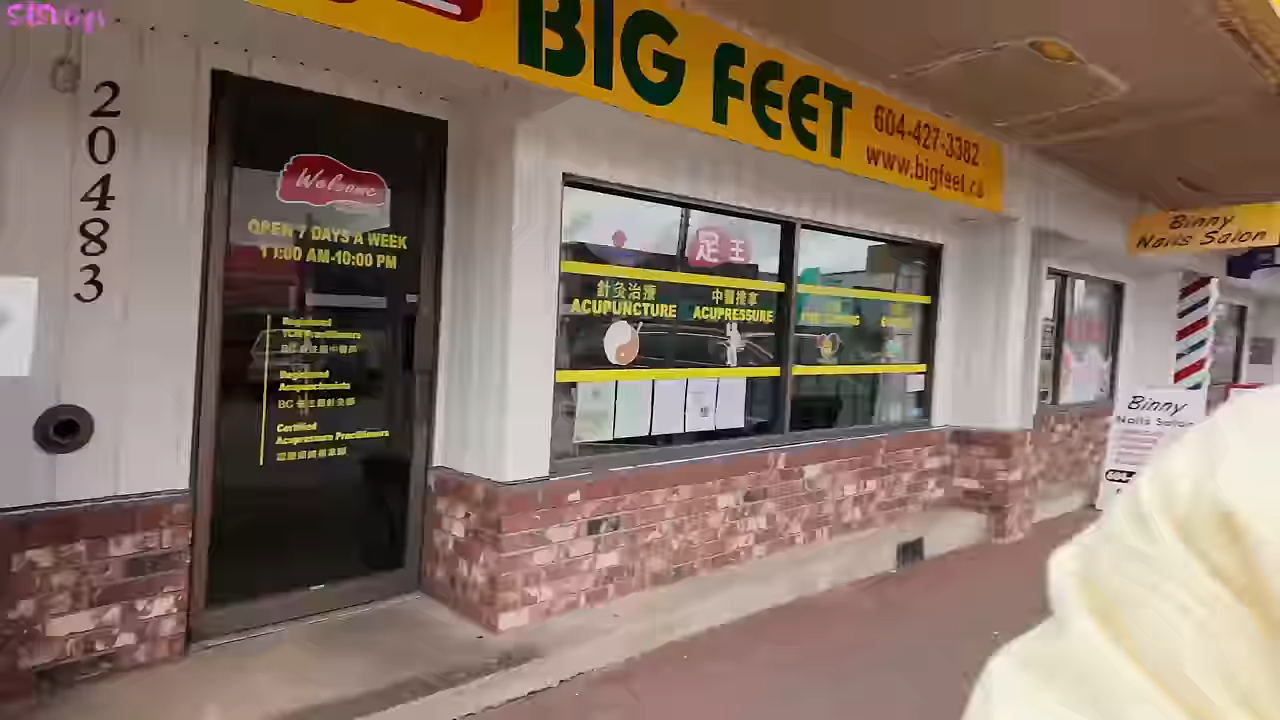 BIG FEET
604-427-3382
www.bigfeet.ca
20483
Welcome
OPEN 7 DAYS A WEEK
11:00 AM-10:00 PM
Registered
TCM Practitioners
Registered
Acupuncturists
Certified
Acupressure Practitioners
足王
針灸治療
ACUPUNCTURE
中醫推拿
ACUPRESSURE
Binny
Nails Salon
Binny
Nails Salon